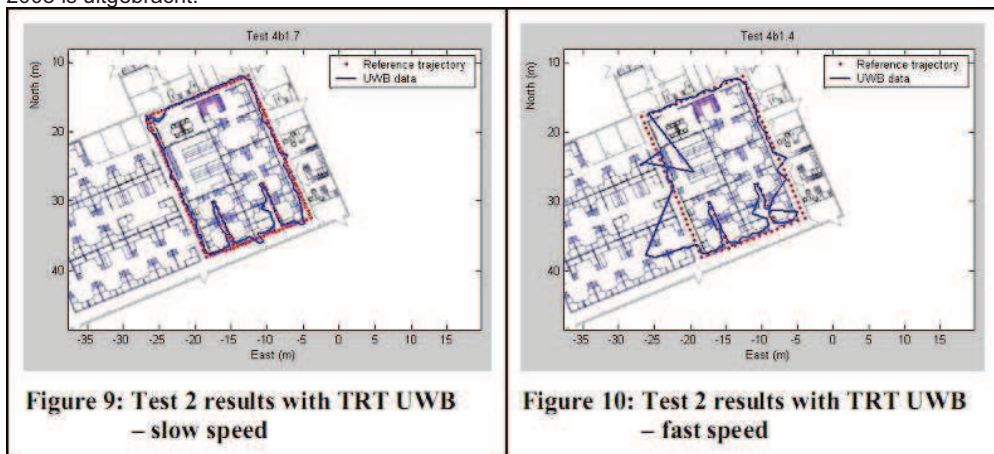 2008 is uitgebracht.
Test 4b1.7
Reference trajectory
UWB data
North (m)
10
20
30
40
-35 -30 -25 -20 -15 -10 -5 0 5 10 15
East (m)
Figure 9: Test 2 results with TRT UWB
– slow speed
Test 4b1.4
Reference trajectory
UWB data
North (m)
10
20
30
40
-35 -30 -25 -20 -15 -10 -5 0 5 10 15
East (m)
Figure 10: Test 2 results with TRT UWB
– fast speed